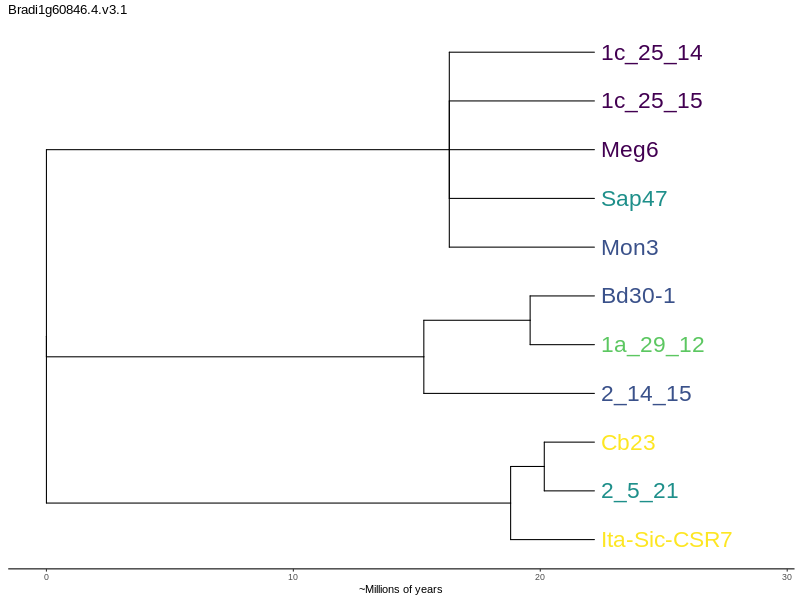 Bradi1g60846.4.v3.1
1c_25_14
1c_25_15
Meg6
Sap47
Mon3
Bd30-1
1a_29_12
2_14_15
Cb23
2_5_21
Ita-Sic-CSR7
0 10 20 30
~Millions of years